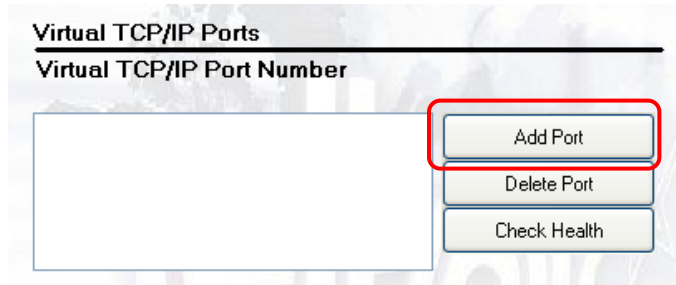 Virtual TCP/IP Ports
Virtual TCP/IP Port Number
Add Port
Delete Port
Check Health